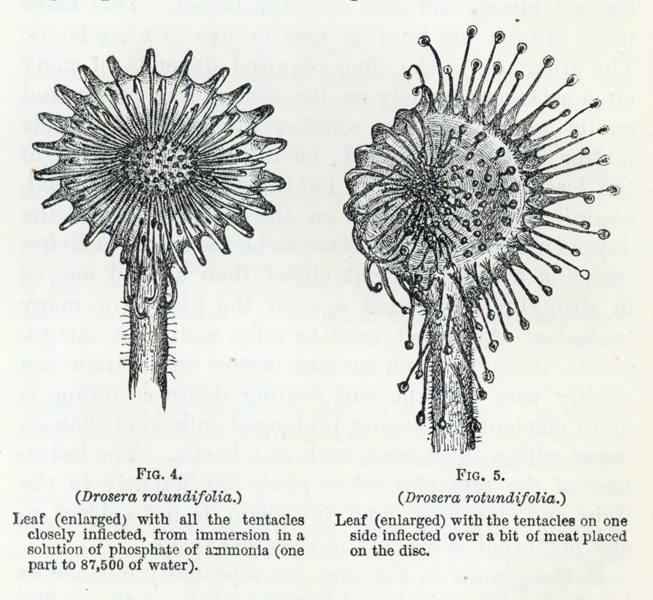 FIG. 4.
(Drosera rotundifolia.)
Leaf (enlarged) with all the tentacles
closely inflected, from immersion in a
solution of phosphate of ammonia (one
part to 87,500 of water).
FIG. 5.
(Drosera rotundifolia.)
Leaf (enlarged) with the tentacles on one
side inflected over a bit of meat placed
on the disc.